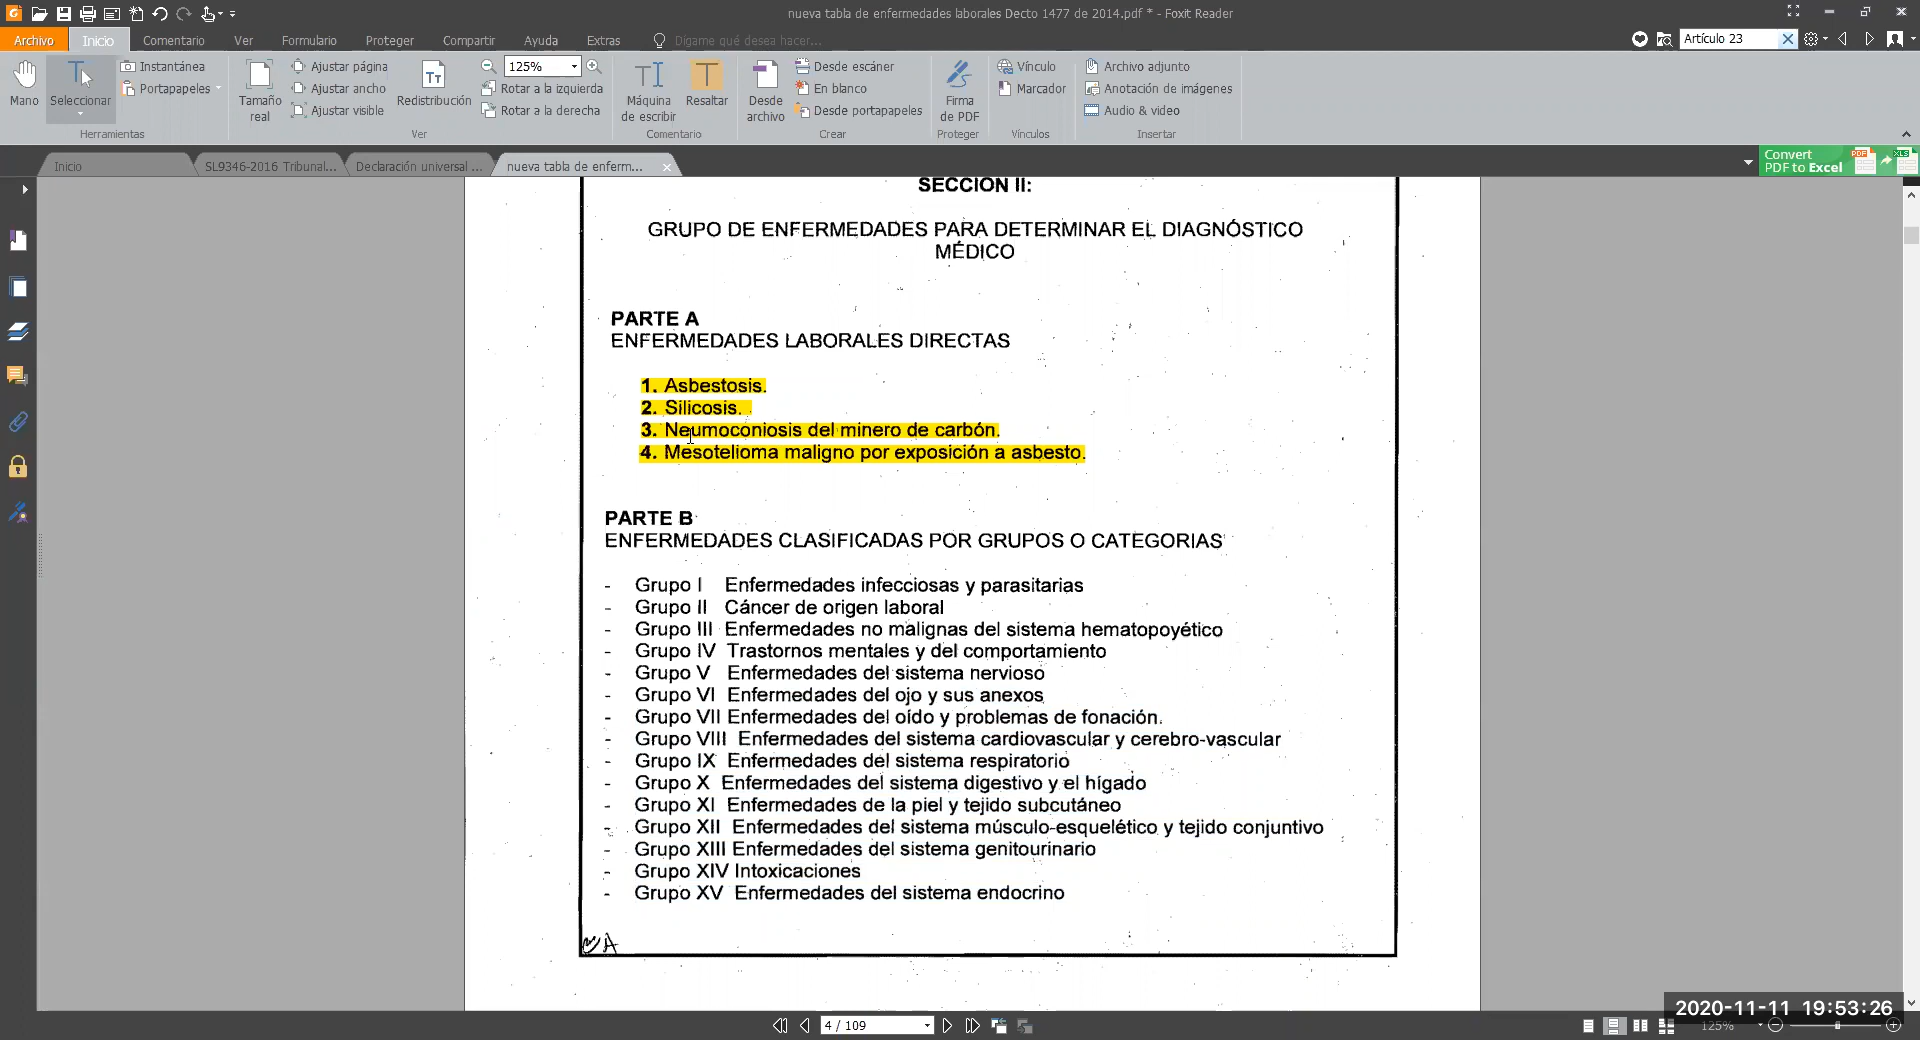 nueva tabla de enfermedades laborales Decto 1477 de 2014.pdf * - Foxit Reader
Archivo Inicio Comentario Ver Formulario Proteger Compartir Ayuda Extras Dígame qué desea hacer... Artículo 23
Mano
Seleccionar
Instantánea
Portapapeles
Herramientas
Tamaño real
Ajustar página
Ajustar ancho
Ajustar visible
Redistribución
125%
Rotar a la izquierda
Rotar a la derecha
Ver
Máquina de escribir
Resaltar
Comentario
Desde archivo
Desde escáner
En blanco
Desde portapapeles
Crear
Firma de PDF
Proteger
Vínculo
Marcador
Vínculos
Archivo adjunto
Anotación de imágenes
Audio & video
Insertar
Inicio SL9346-2016 Tribunal... Declaración universal ... nueva tabla de enferm...
Convert
PDF to Excel
PDF XLS
SECCION II:
GRUPO DE ENFERMEDADES PARA DETERMINAR EL DIAGNÓSTICO
MÉDICO
PARTE A
ENFERMEDADES LABORALES DIRECTAS
1. Asbestosis.
2. Silicosis.
3. Neumoconiosis del minero de carbón.
4. Mesotelioma maligno por exposición a asbesto.
PARTE B
ENFERMEDADES CLASIFICADAS POR GRUPOS O CATEGORIAS
- Grupo I Enfermedades infecciosas y parasitarias
- Grupo II Cáncer de origen laboral
- Grupo III Enfermedades no malignas del sistema hematopoyético
- Grupo IV Trastornos mentales y del comportamiento
- Grupo V Enfermedades del sistema nervioso
- Grupo VI Enfermedades del ojo y sus anexos
- Grupo VII Enfermedades del oído y problemas de fonación.
- Grupo VIII Enfermedades del sistema cardiovascular y cerebro-vascular
- Grupo IX Enfermedades del sistema respiratorio
- Grupo X Enfermedades del sistema digestivo y el hígado
- Grupo XI Enfermedades de la piel y tejido subcutáneo
- Grupo XII Enfermedades del sistema músculo-esquelético y tejido conjuntivo
- Grupo XIII Enfermedades del sistema genitourinario
- Grupo XIV Intoxicaciones
- Grupo XV Enfermedades del sistema endocrino
4 / 109
2020-11-11 19:53:26
125%